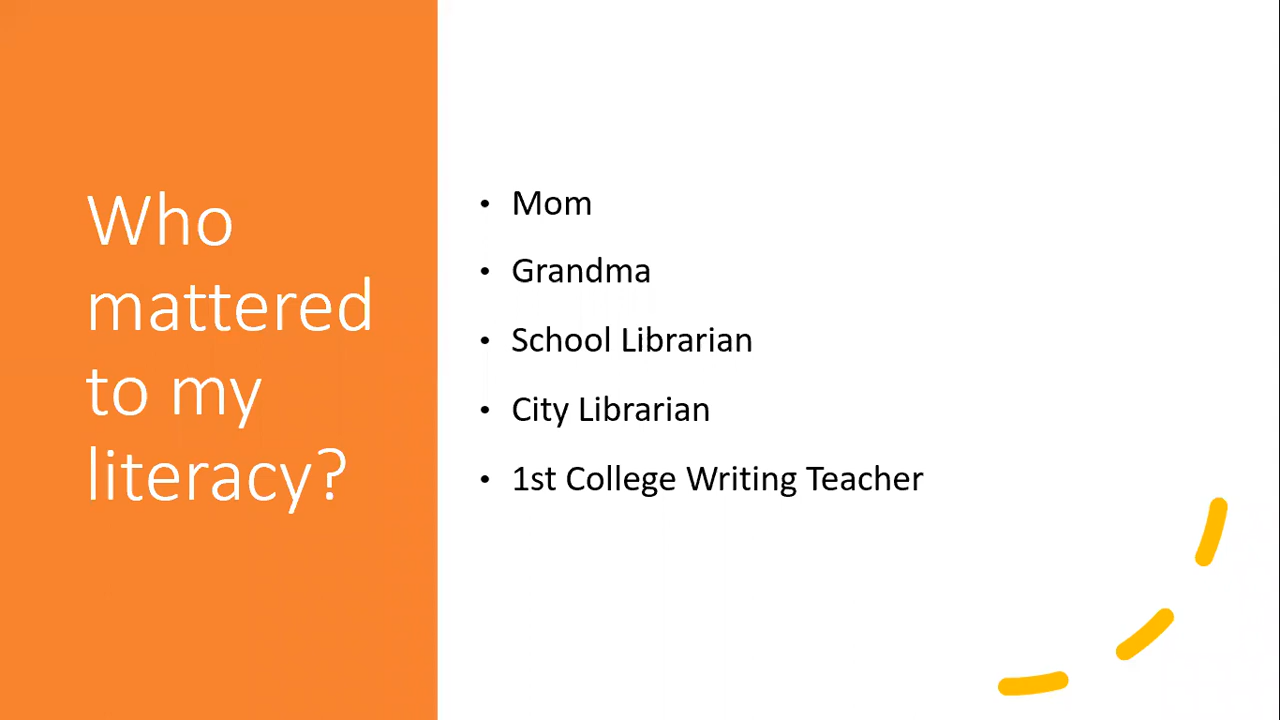 Who
mattered
to my
literacy?
• Mom
• Grandma
• School Librarian
• City Librarian
• 1st College Writing Teacher